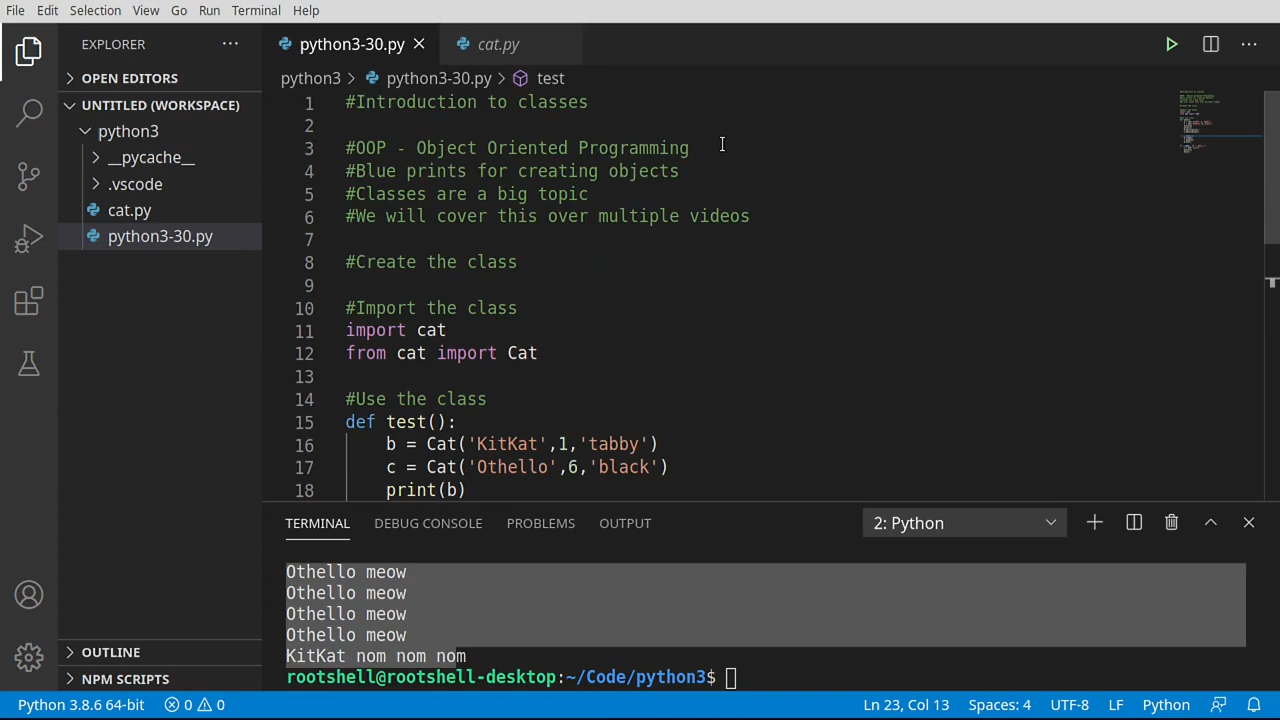 File Edit Selection View Go Run Terminal Help
EXPLORER
OPEN EDITORS
UNTITLED (WORKSPACE)
python3
__pycache__
.vscode
cat.py
python3-30.py
OUTLINE
NPM SCRIPTS
python3-30.py cat.py
python3 > python3-30.py > test
1 #Introduction to classes
2
3 #OOP - Object Oriented Programming
4 #Blue prints for creating objects
5 #Classes are a big topic
6 #We will cover this over multiple videos
7
8 #Create the class
9
10 #Import the class
11 import cat
12 from cat import Cat
13
14 #Use the class
15 def test():
16 b = Cat('KitKat',1,'tabby')
17 c = Cat('Othello',6,'black')
18 print(b)
TERMINAL DEBUG CONSOLE PROBLEMS OUTPUT 2: Python
Othello meow
Othello meow
Othello meow
Othello meow
KitKat nom nom nom
rootshell@rootshell-desktop:~/Code/python3$
Python 3.8.6 64-bit 0 0 Ln 23, Col 13 Spaces: 4 UTF-8 LF Python